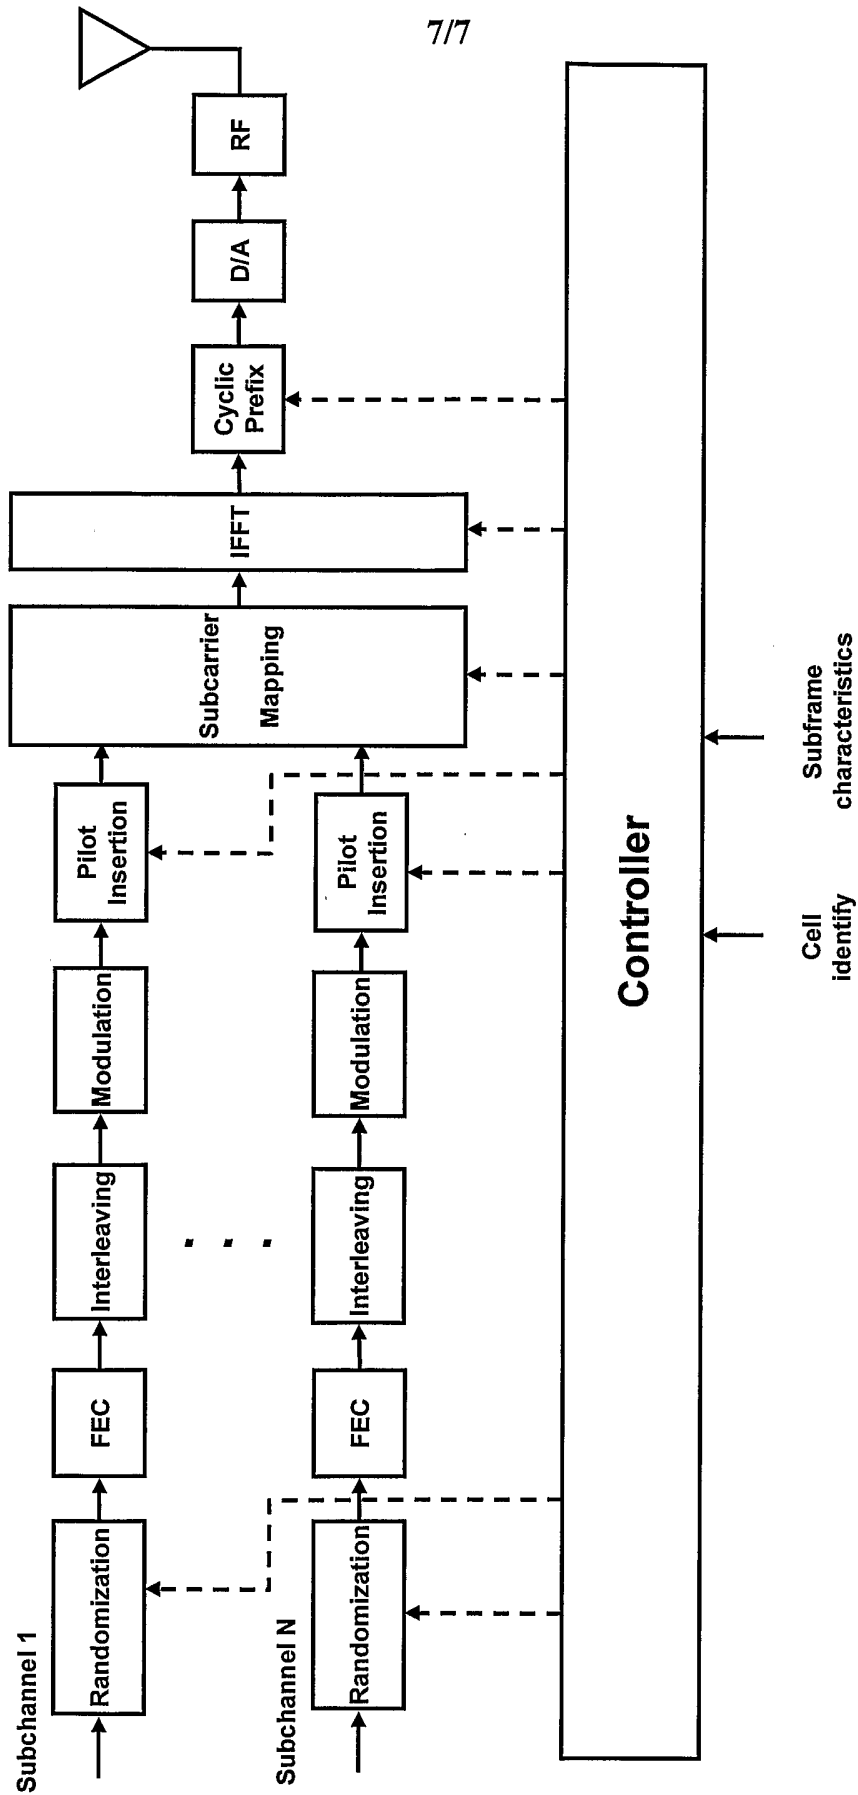 7/7
Subchannel 1
Randomization
FEC
Interleaving
Modulation
Pilot
Insertion
Subchannel N
Randomization
FEC
Interleaving
Modulation
Pilot
Insertion
. . .
Subcarrier
Mapping
IFFT
Cyclic
Prefix
D/A
RF
Controller
Cell
identify
Subframe
characteristics